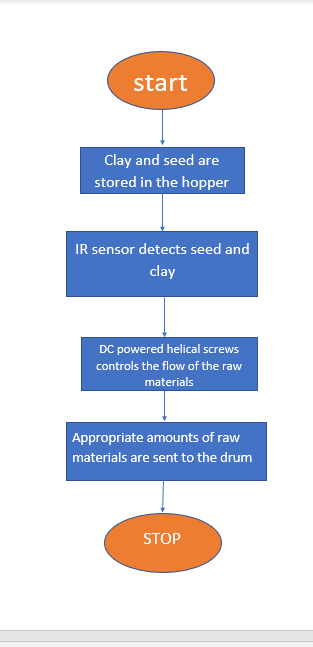 start
Clay and seed are
stored in the hopper
IR sensor detects seed and
clay
DC powered helical screws
controls the flow of the raw
materials
Appropriate amounts of raw
materials are sent to the drum
STOP